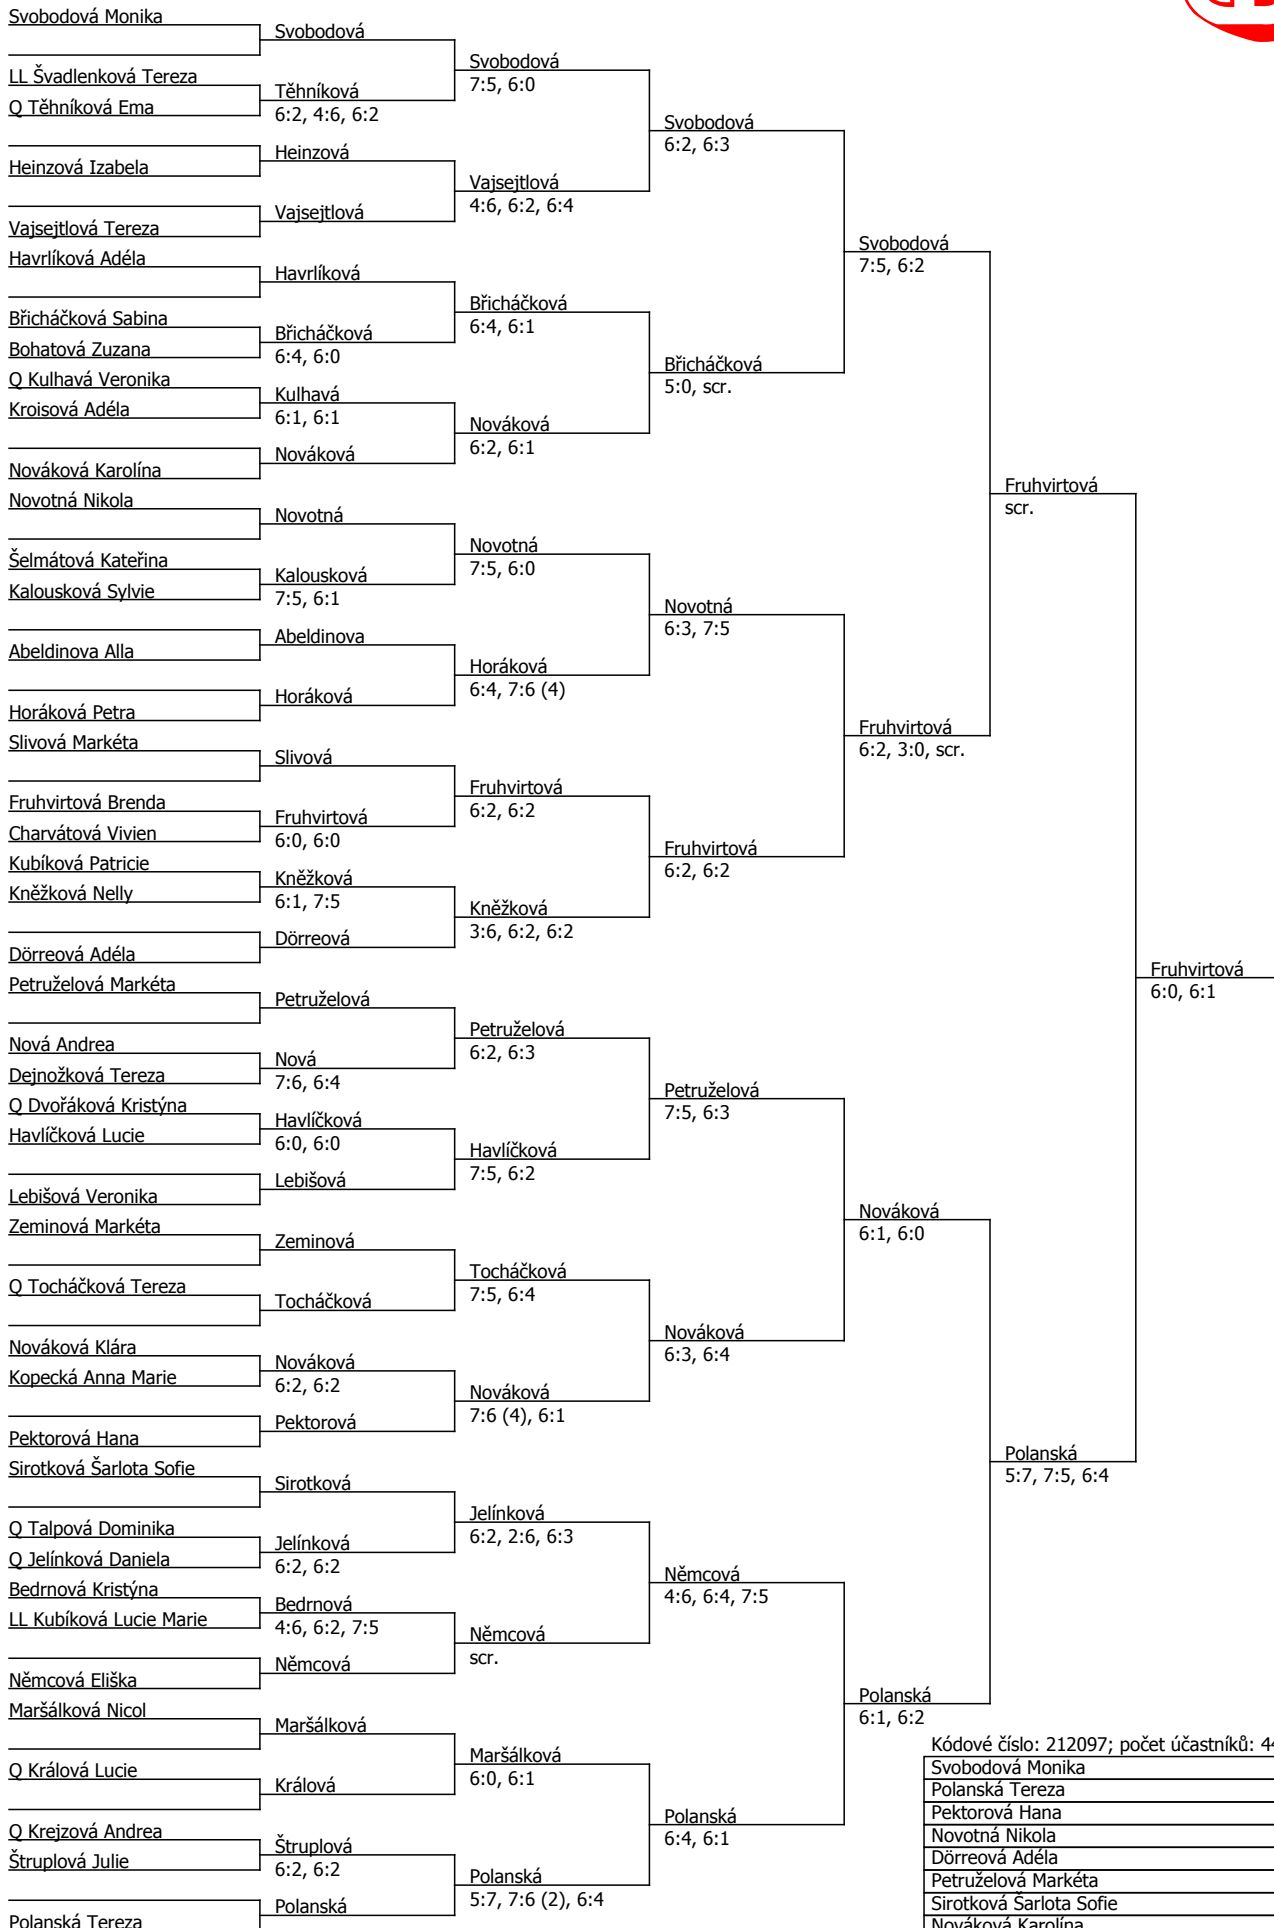 Svobodová Monika
LL Švadlenková Tereza
Q Těhníková Ema
Heinzová Izabela
Vajsejtlová Tereza
Havrlíková Adéla
Břicháčková Sabina
Bohatová Zuzana
Q Kulhavá Veronika
Kroisová Adéla
Nováková Karolína
Novotná Nikola
Šelmátová Kateřina
Kalousková Sylvie
Abeldinova Alla
Horáková Petra
Slivová Markéta
Fruhvirtová Brenda
Charvátová Vivien
Kubíková Patricie
Kněžková Nelly
Dörreová Adéla
Petruželová Markéta
Nová Andrea
Dejnožková Tereza
Q Dvořáková Kristýna
Havlíčková Lucie
Lebišová Veronika
Zeminová Markéta
Q Tocháčková Tereza
Nováková Klára
Kopecká Anna Marie
Pektorová Hana
Sirotková Šarlota Sofie
Q Talpová Dominika
Q Jelínková Daniela
Bedrnová Kristýna
LL Kubíková Lucie Marie
Němcová Eliška
Maršálková Nicol
Q Králová Lucie
Q Krejzová Andrea
Štruplová Julie
Polanská Tereza
Svobodová
Těhníková
6:2, 4:6, 6:2
Heinzová
Vajsejtlová
Havrlíková
Břicháčková
6:4, 6:0
Kulhavá
6:1, 6:1
Nováková
Novotná
Kalousková
7:5, 6:1
Abeldinova
Horáková
Slivová
Fruhvirtová
6:0, 6:0
Kněžková
6:1, 7:5
Dörreová
Petruželová
Nová
7:6, 6:4
Havlíčková
6:0, 6:0
Lebišová
Zeminová
Tocháčková
Nováková
6:2, 6:2
Pektorová
Sirotková
Jelínková
6:2, 6:2
Bedrnová
4:6, 6:2, 7:5
Němcová
Maršálková
Králová
Štruplová
6:2, 6:2
Polanská
Svobodová
7:5, 6:0
Vajsejtlová
4:6, 6:2, 6:4
Břicháčková
6:4, 6:1
Nováková
6:2, 6:1
Novotná
7:5, 6:0
Horáková
6:4, 7:6 (4)
Fruhvirtová
6:2, 6:2
Kněžková
3:6, 6:2, 6:2
Petruželová
6:2, 6:3
Havlíčková
7:5, 6:2
Tocháčková
7:5, 6:4
Nováková
7:6 (4), 6:1
Jelínková
6:2, 2:6, 6:3
Němcová
scr.
Maršálková
6:0, 6:1
Polanská
5:7, 7:6 (2), 6:4
Svobodová
6:2, 6:3
Břicháčková
5:0, scr.
Novotná
6:3, 7:5
Fruhvirtová
6:2, 6:2
Petruželová
7:5, 6:3
Nováková
6:3, 6:4
Němcová
4:6, 6:4, 7:5
Polanská
6:4, 6:1
Svobodová
7:5, 6:2
Fruhvirtová
6:2, 3:0, scr.
Nováková
6:1, 6:0
Polanská
6:1, 6:2
Fruhvirtová
scr.
Polanská
5:7, 7:5, 6:4
Fruhvirtová
6:0, 6:1
Kódové číslo: 212097; počet účastníků: 44
Svobodová Monika
Polanská Tereza
Pektorová Hana
Novotná Nikola
Dörreová Adéla
Petruželová Markéta
Sirotková Šarlota Sofie
Nováková Karolína